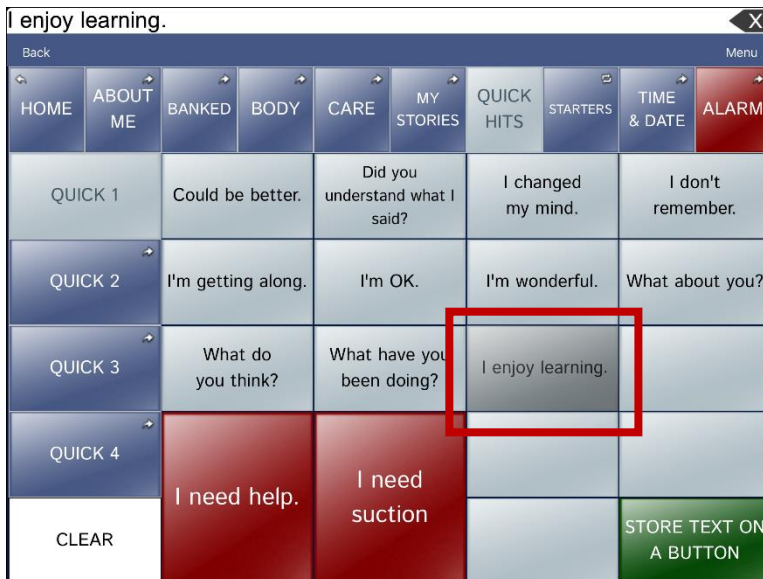 I enjoy learning.
X
Back
Menu
HOME
ABOUT
ME
BANKED
BODY
CARE
MY
STORIES
QUICK
HITS
STARTERS
TIME
& DATE
ALARM
QUICK 1
Could be better.
Did you
understand what I
said?
I changed
my mind.
I don't
remember.
QUICK 2
I'm getting along.
I'm OK.
I'm wonderful.
What about you?
QUICK 3
What do
you think?
What have you
been doing?
I enjoy learning.
QUICK 4
I need help.
I need
suction
CLEAR
STORE TEXT ON
A BUTTON